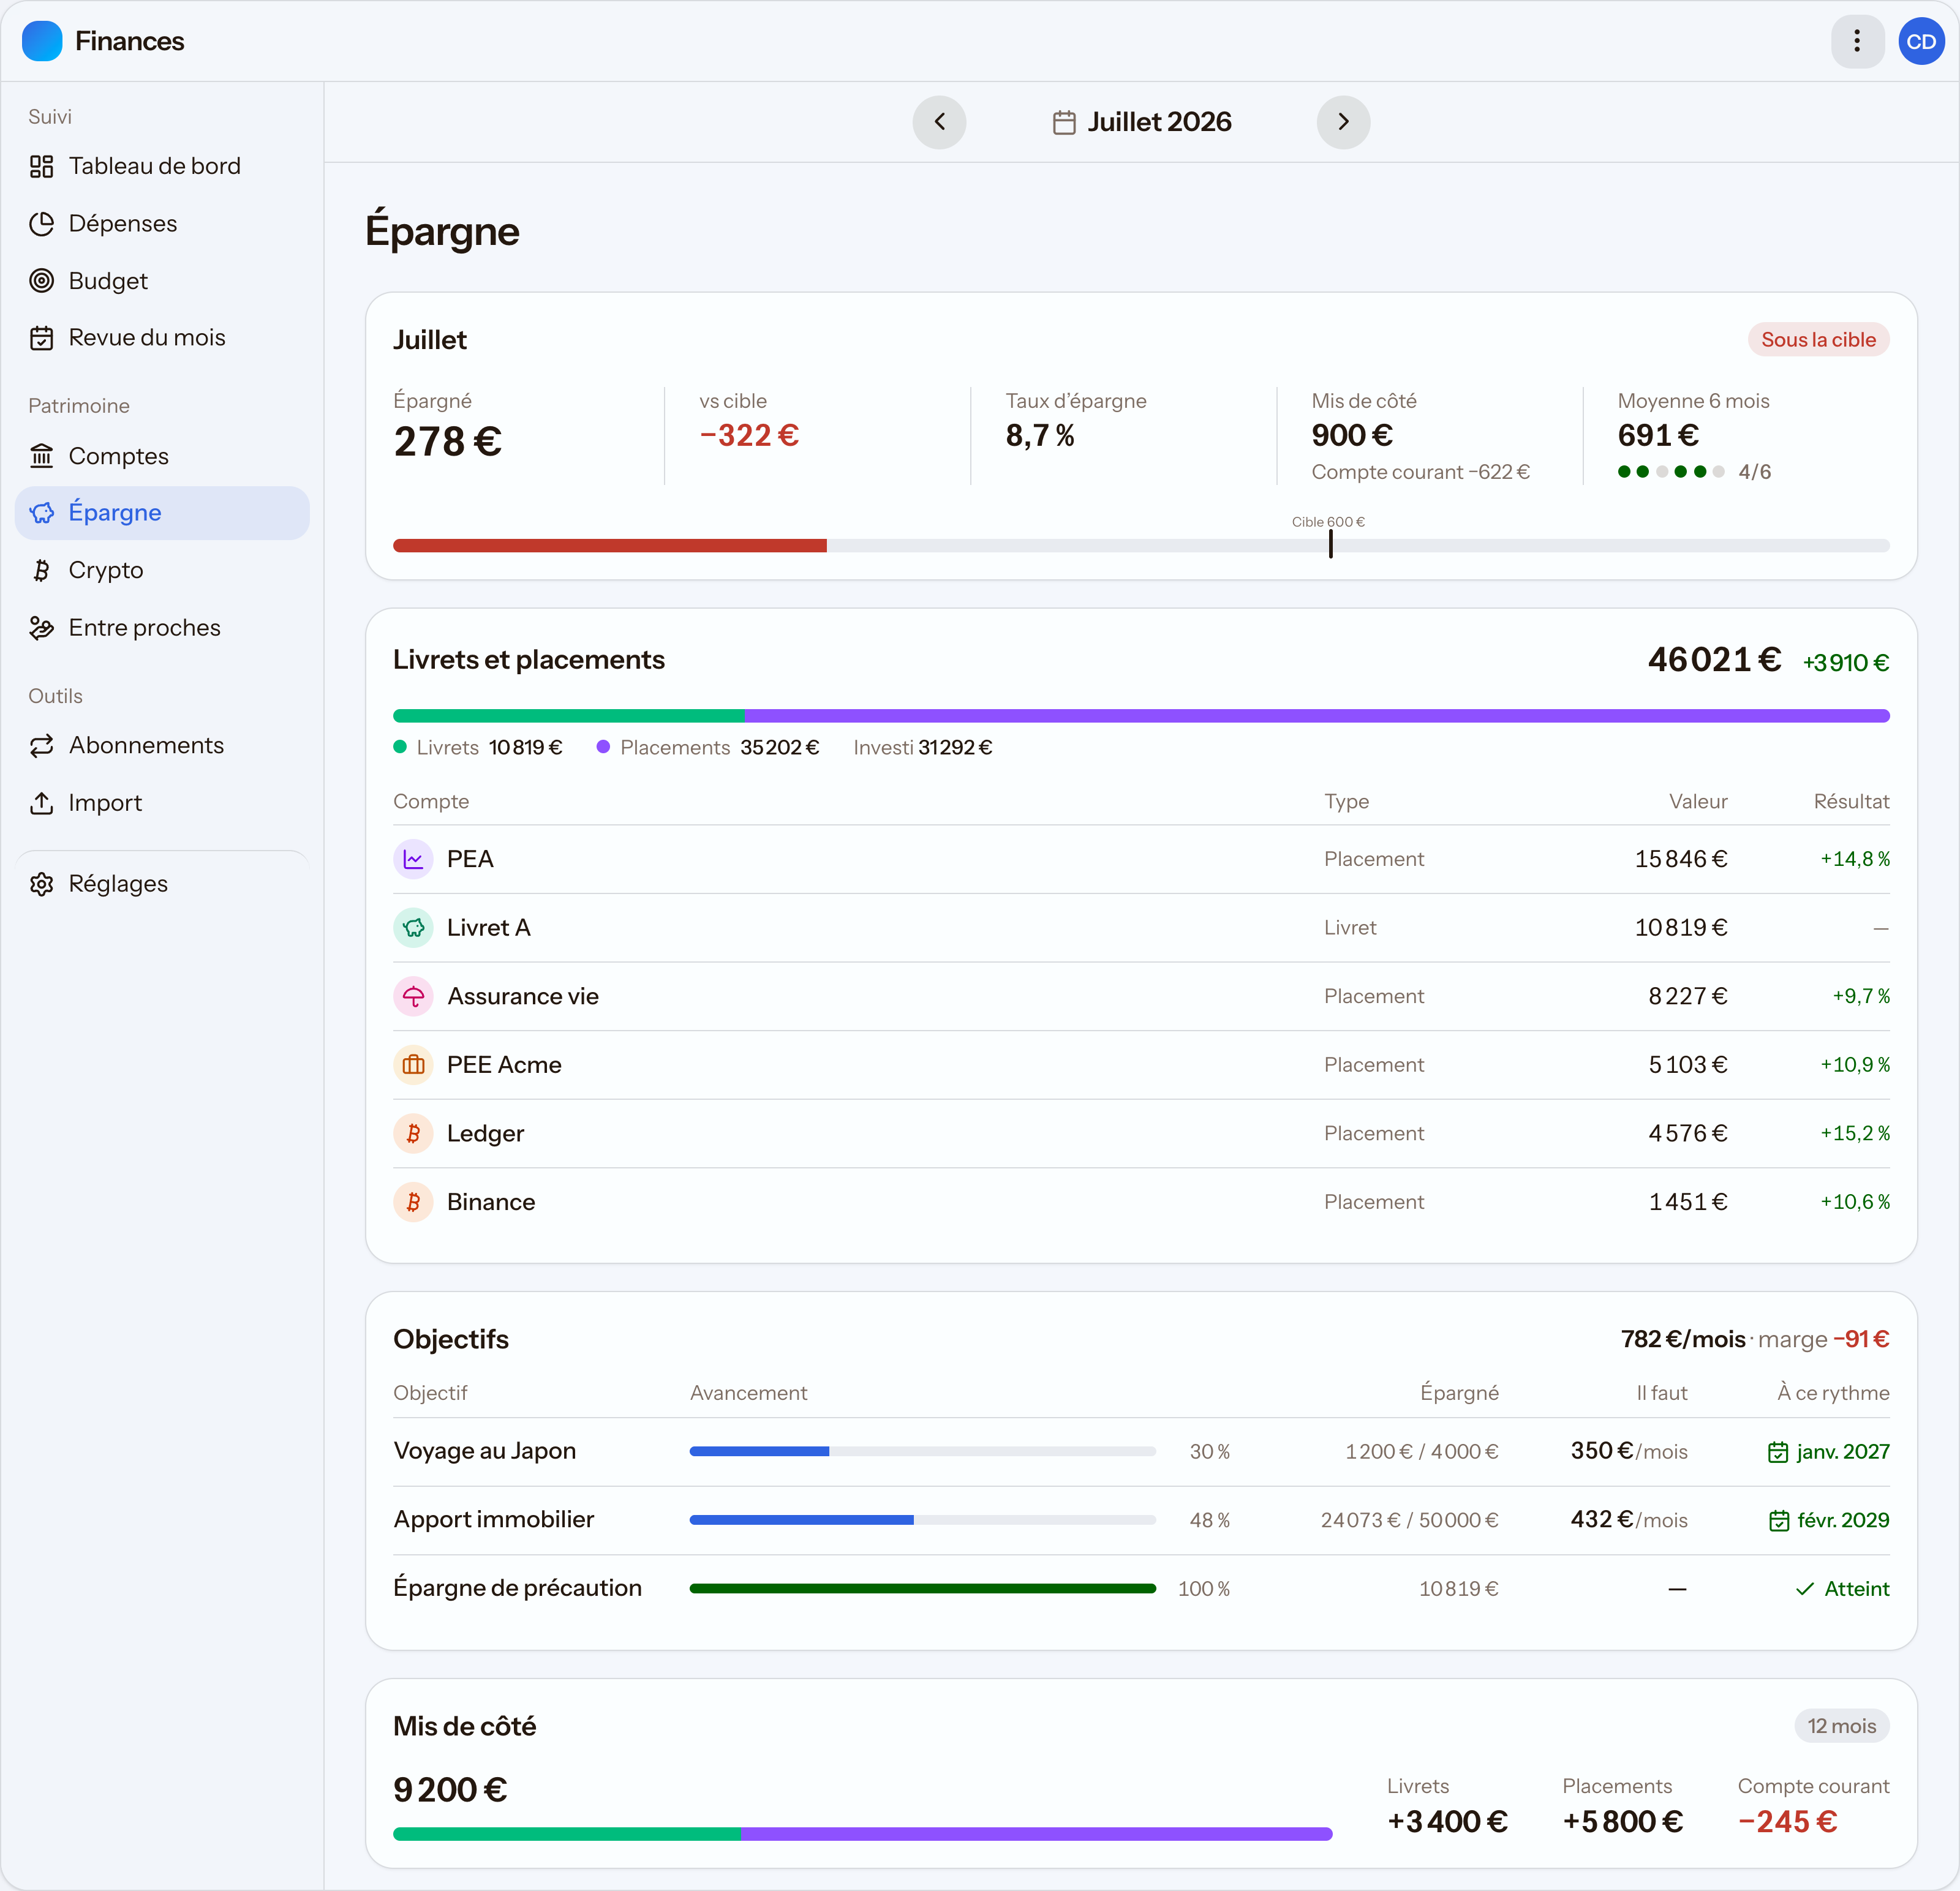 Finances
CD
Suivi
Tableau de bord
Dépenses
Budget
Revue du mois
Patrimoine
Comptes
Épargne
Crypto
Entre proches
Outils
Abonnements
Import
Réglages
Juillet 2026
Épargne
Juillet
Sous la cible
Épargné
278 €
vs cible
−322 €
Taux d’épargne
8,7 %
Mis de côté
900 €
Compte courant −622 €
Moyenne 6 mois
691 €
4/6
Cible 600 €
Livrets et placements
46 021 € +3 910 €
Livrets 10 819 € Placements 35 202 € Investi 31 292 €
Compte Type Valeur Résultat
PEA Placement 15 846 € +14,8 %
Livret A Livret 10 819 € —
Assurance vie Placement 8 227 € +9,7 %
PEE Acme Placement 5 103 € +10,9 %
Ledger Placement 4 576 € +15,2 %
Binance Placement 1 451 € +10,6 %
Objectifs
782 €/mois · marge −91 €
Objectif Avancement Épargné Il faut À ce rythme
Voyage au Japon 30 % 1 200 € / 4 000 € 350 €/mois janv. 2027
Apport immobilier 48 % 24 073 € / 50 000 € 432 €/mois févr. 2029
Épargne de précaution 100 % 10 819 € — Atteint
Mis de côté
12 mois
9 200 €
Livrets
+3 400 €
Placements
+5 800 €
Compte courant
−245 €